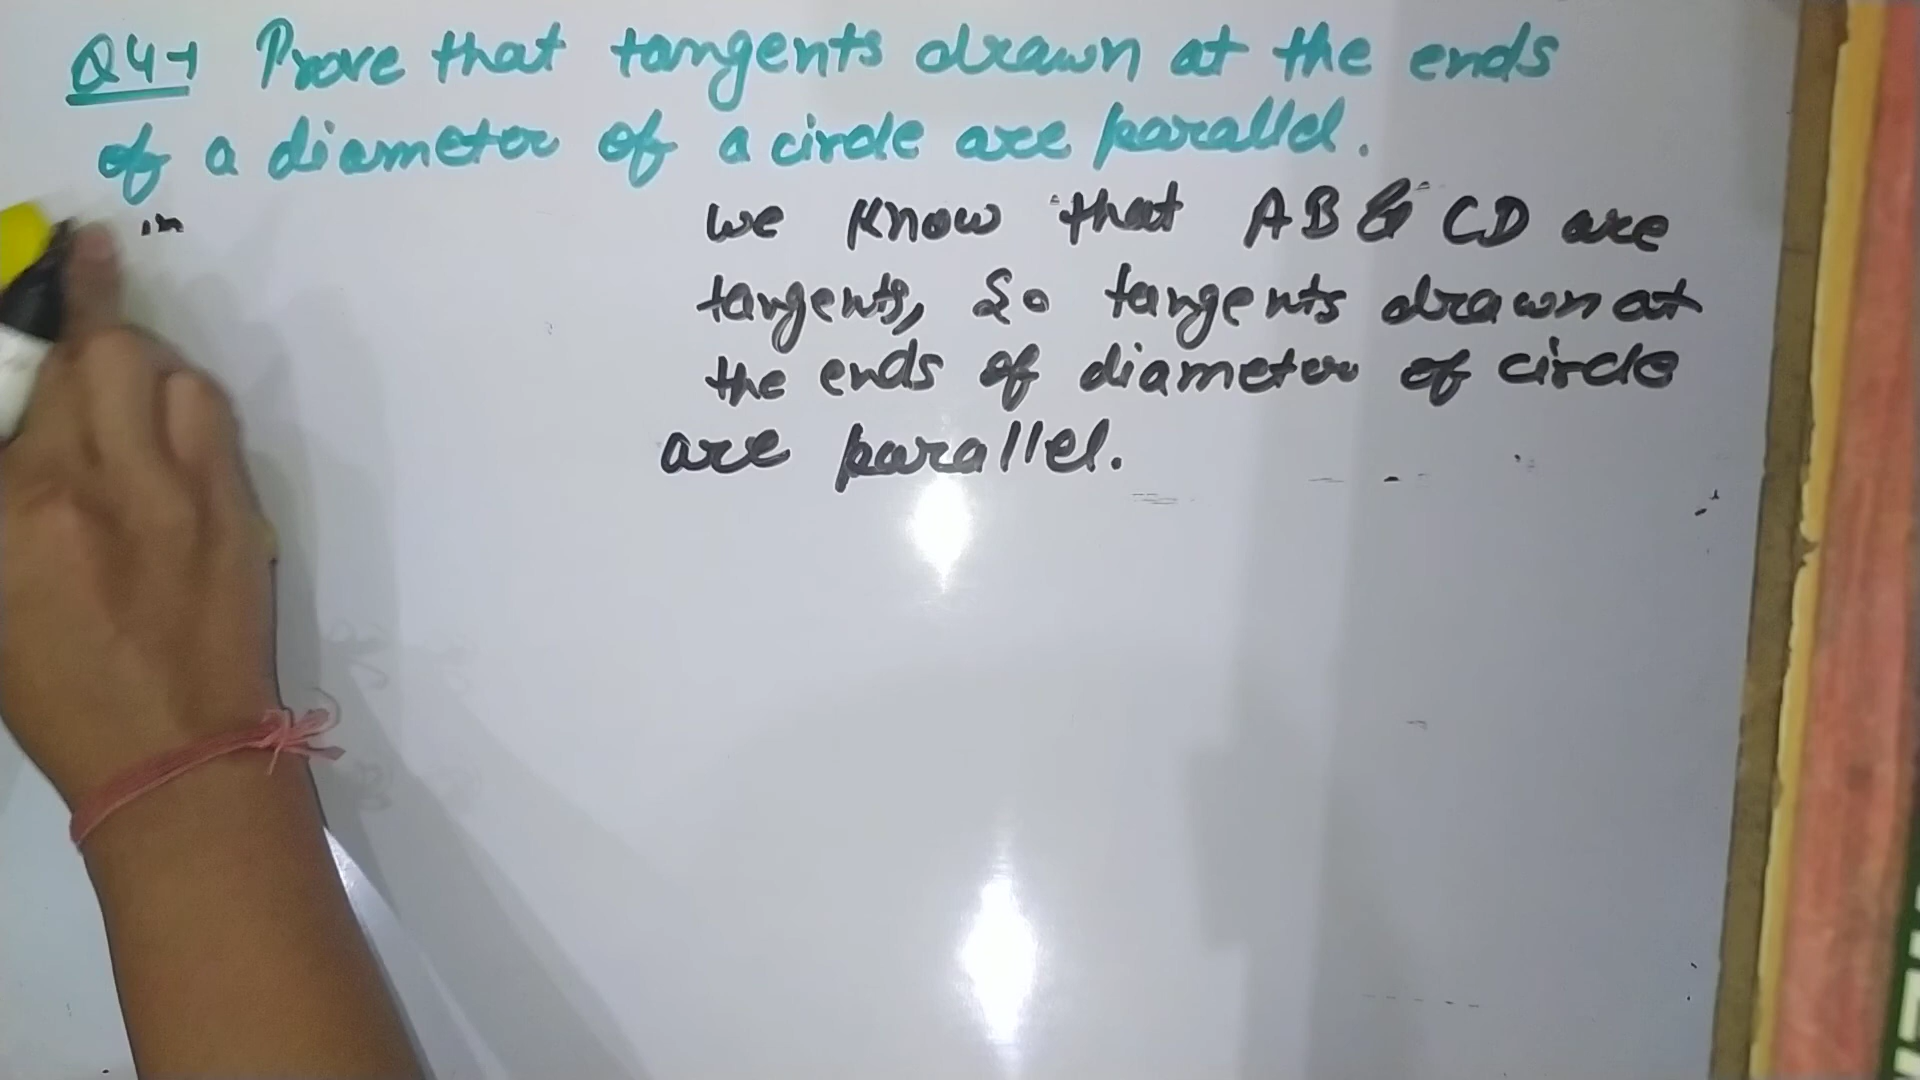 Q4→ Prove that tangents drawn at the ends
of a diameter of a circle are parallel.
in
we know that AB & CD are
tangents, So tangents drawn at
the ends of diameter of circle
are parallel.